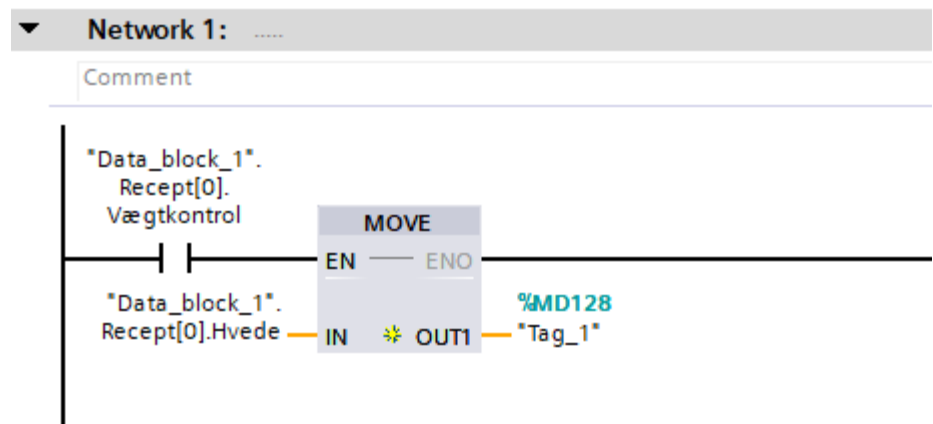 Network 1: .....
Comment
"Data_block_1".
Recept[0].
Vægtkontrol
MOVE
EN ENO
"Data_block_1".
Recept[0].Hvede
IN OUT1
%MD128
"Tag_1"